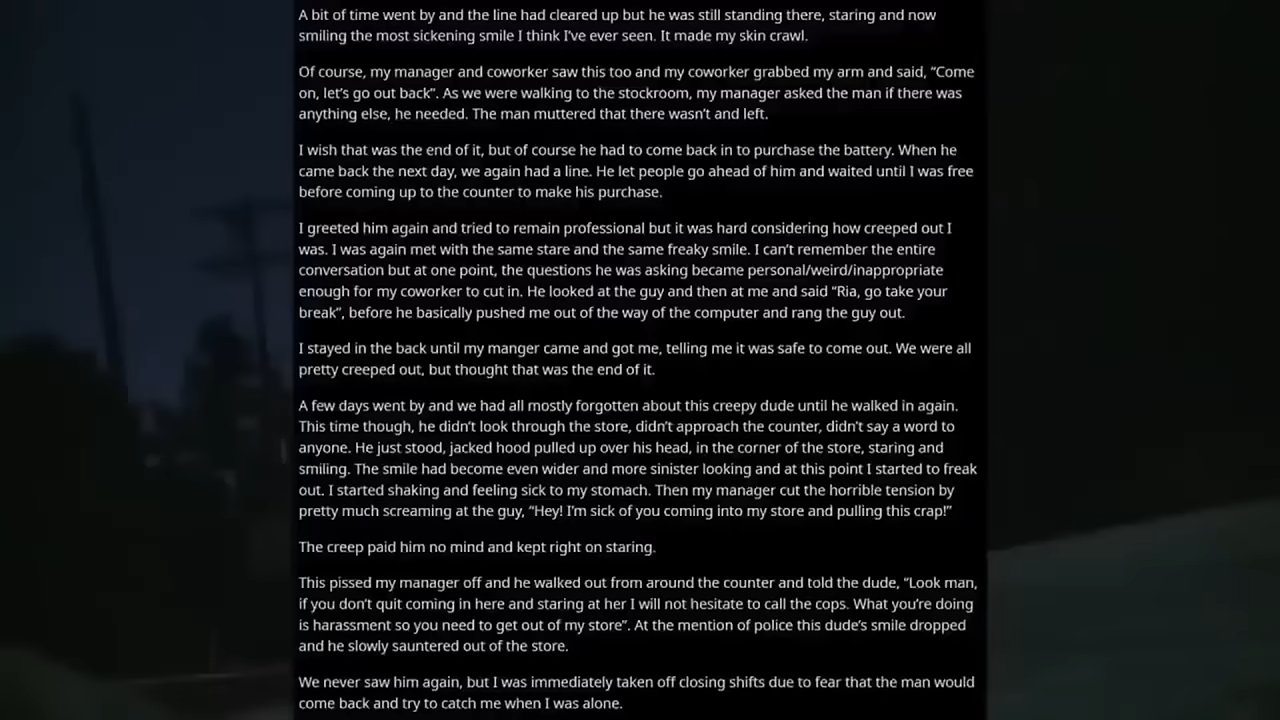 A bit of time went by and the line had cleared up but he was still standing there, staring and now
smiling the most sickening smile I think I've ever seen. It made my skin crawl.
Of course, my manager and coworker saw this too and my coworker grabbed my arm and said, “Come
on, let's go out back”. As we were walking to the stockroom, my manager asked the man if there was
anything else, he needed. The man muttered that there wasn't and left.
I wish that was the end of it, but of course he had to come back in to purchase the battery. When he
came back the next day, we again had a line. He let people go ahead of him and waited until I was free
before coming up to the counter to make his purchase.
I greeted him again and tried to remain professional but it was hard considering how creeped out I
was. I was again met with the same stare and the same freaky smile. I can't remember the entire
conversation but at one point, the questions he was asking became personal/weird/inappropriate
enough for my coworker to cut in. He looked at the guy and then at me and said “Ria, go take your
break”, before he basically pushed me out of the way of the computer and rang the guy out.
I stayed in the back until my manger came and got me, telling me it was safe to come out. We were all
pretty creeped out, but thought that was the end of it.
A few days went by and we had all mostly forgotten about this creepy dude until he walked in again.
This time though, he didn't look through the store, didn't approach the counter, didn't say a word to
anyone. He just stood, jacked hood pulled up over his head, in the corner of the store, staring and
smiling. The smile had become even wider and more sinister looking and at this point I started to freak
out. I started shaking and feeling sick to my stomach. Then my manager cut the horrible tension by
pretty much screaming at the guy, “Hey! I'm sick of you coming into my store and pulling this crap!”
The creep paid him no mind and kept right on staring.
This pissed my manager off and he walked out from around the counter and told the dude, “Look man,
if you don't quit coming in here and staring at her I will not hesitate to call the cops. What you're doing
is harassment so you need to get out of my store”. At the mention of police this dude's smile dropped
and he slowly sauntered out of the store.
We never saw him again, but I was immediately taken off closing shifts due to fear that the man would
come back and try to catch me when I was alone.